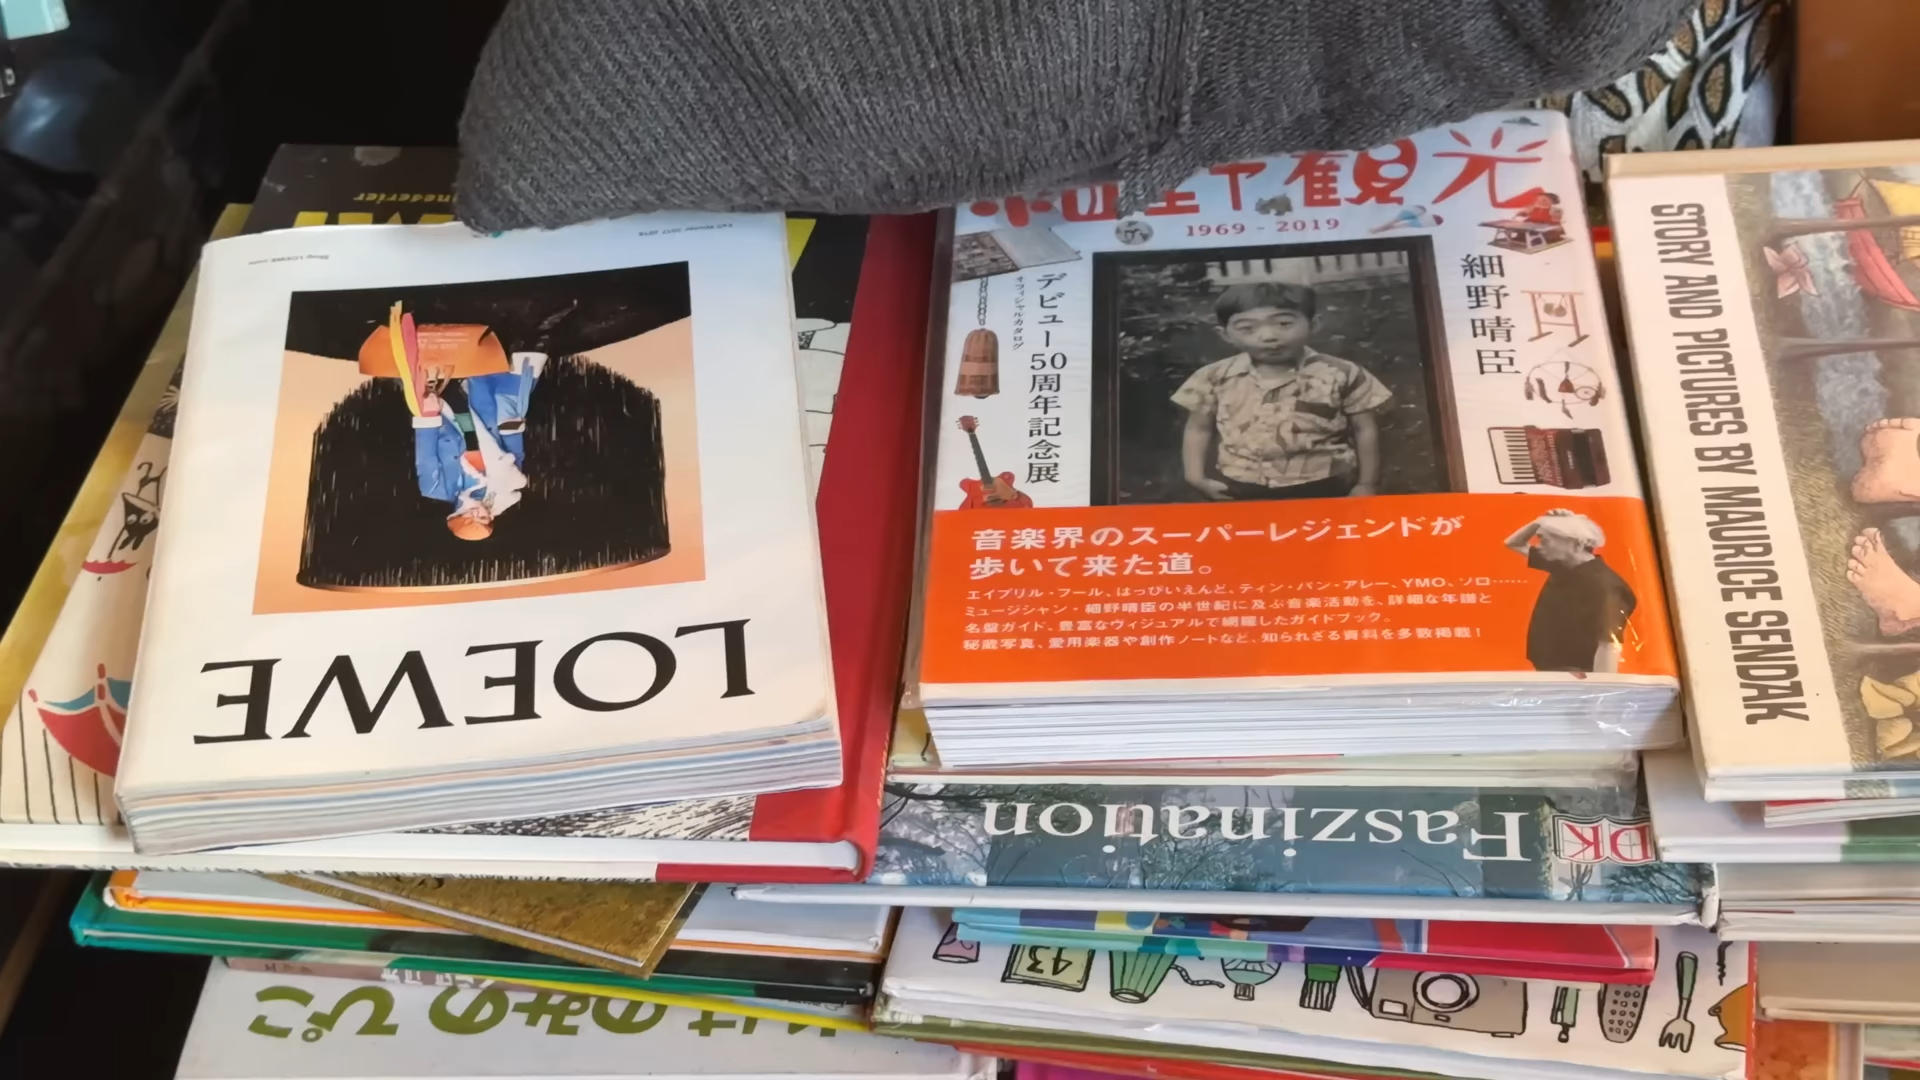 LOEWE
観光
1969 - 2019
細野晴臣
デビュー50周年記念展
オフィシャルカタログ
音楽界のスーパーレジェンドが
歩いて来た道。
エイプリル・フール、はっぴいえんど、ティン・パン・アレー、YMO、ソロ……
ミュージシャン・細野晴臣の半世紀に及ぶ音楽活動を、詳細な年譜と
名盤ガイド、豊富なヴィジュアルで網羅したガイドブック。
秘蔵写真、愛用楽器や創作ノートなど、知られざる資料を多数掲載!
STORY AND PICTURES BY MAURICE SENDAK
DK
Faszination
43